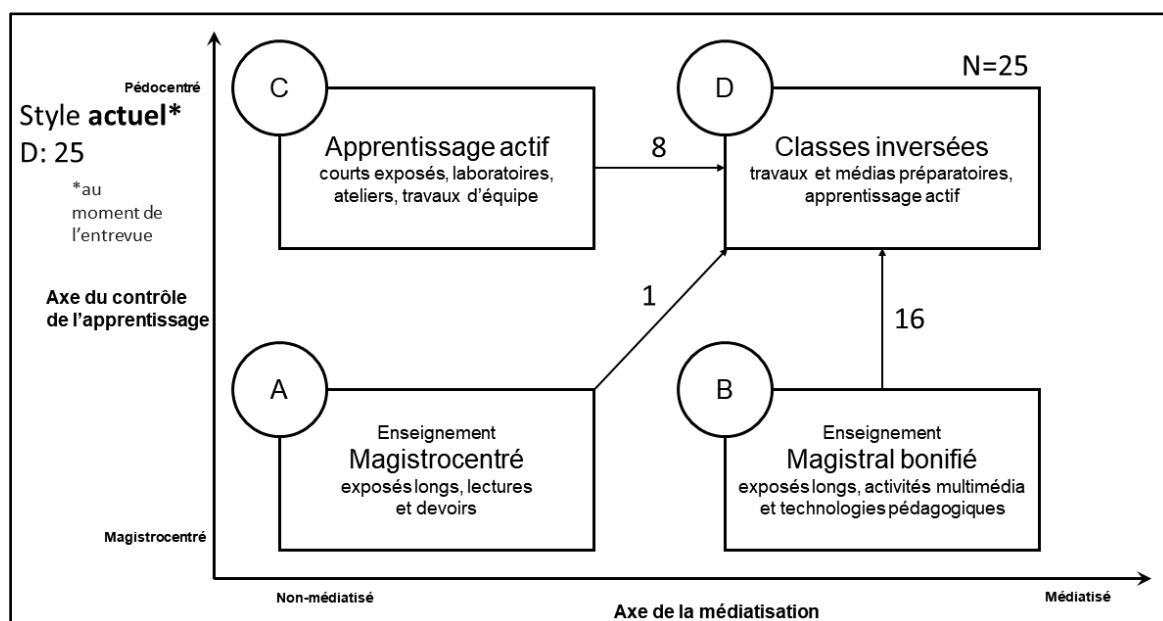 Pédocentré
Style actuel*
D: 25
*au
moment de
l'entrevue
Axe du contrôle
de l'apprentissage
Magistrocentré
C
Apprentissage actif
courts exposés, laboratoires,
ateliers, travaux d'équipe
8
N=25
D
Classes inversées
travaux et médias préparatoires,
apprentissage actif
1
16
A
Enseignement
Magistrocentré
exposés longs, lectures
et devoirs
B
Enseignement
Magistral bonifié
exposés longs, activités multimédia
et technologies pédagogiques
Non-médiatisé
Axe de la médiatisation
Médiatisé